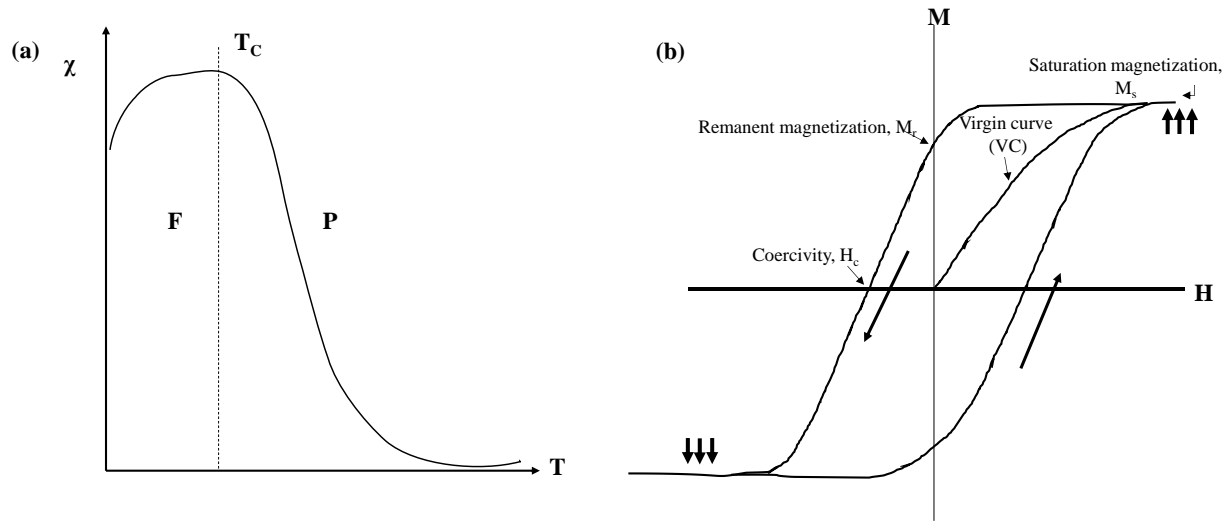 (a)
χ
T_C
F
P
T
(b)
M
Saturation magnetization,
M_s
Remanent magnetization, M_r
Virgin curve
(VC)
Coercivity, H_c
H